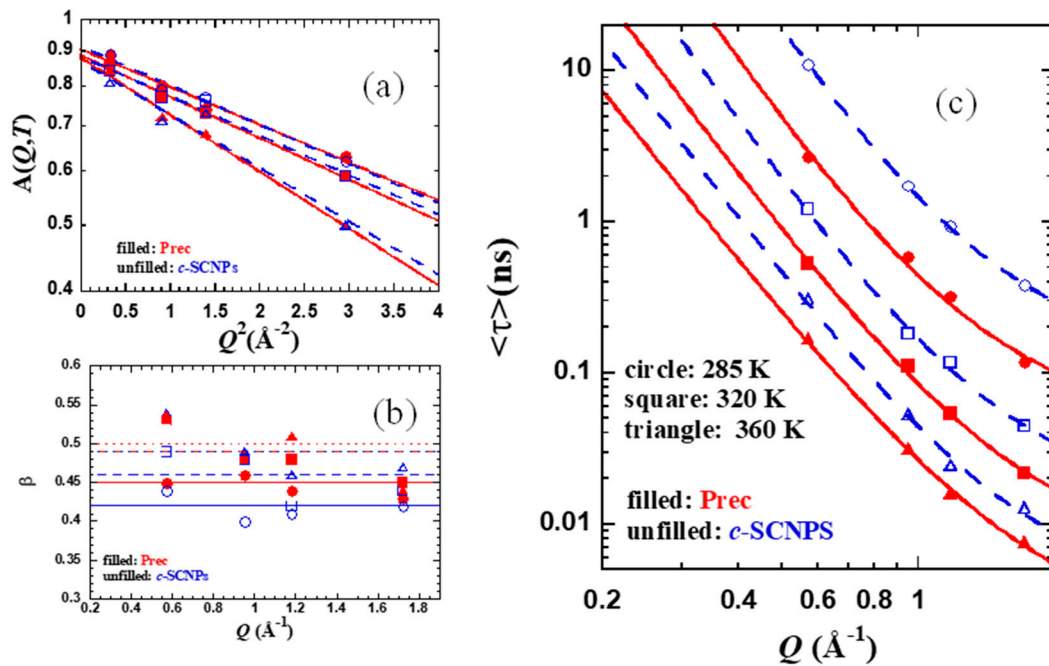 1
0.9
0.8
0.7
0.6
0.5
0.4
A(Q,T)
(a)
filled: Prec
unfilled: c-SCNPs
0 0.5 1 1.5 2 2.5 3 3.5 4
Q²(Å⁻²)
0.6
0.55
0.5
0.45
0.4
0.35
0.3
β
(b)
filled: Prec
unfilled: c-SCNPs
0.2 0.4 0.6 0.8 1 1.2 1.4 1.6 1.8
Q (Å⁻¹)
10
1
0.1
0.01
<τ>(ns)
(c)
circle: 285 K
square: 320 K
triangle: 360 K
filled: Prec
unfilled: c-SCNPS
0.2 0.4 0.6 0.8 1
Q (Å⁻¹)